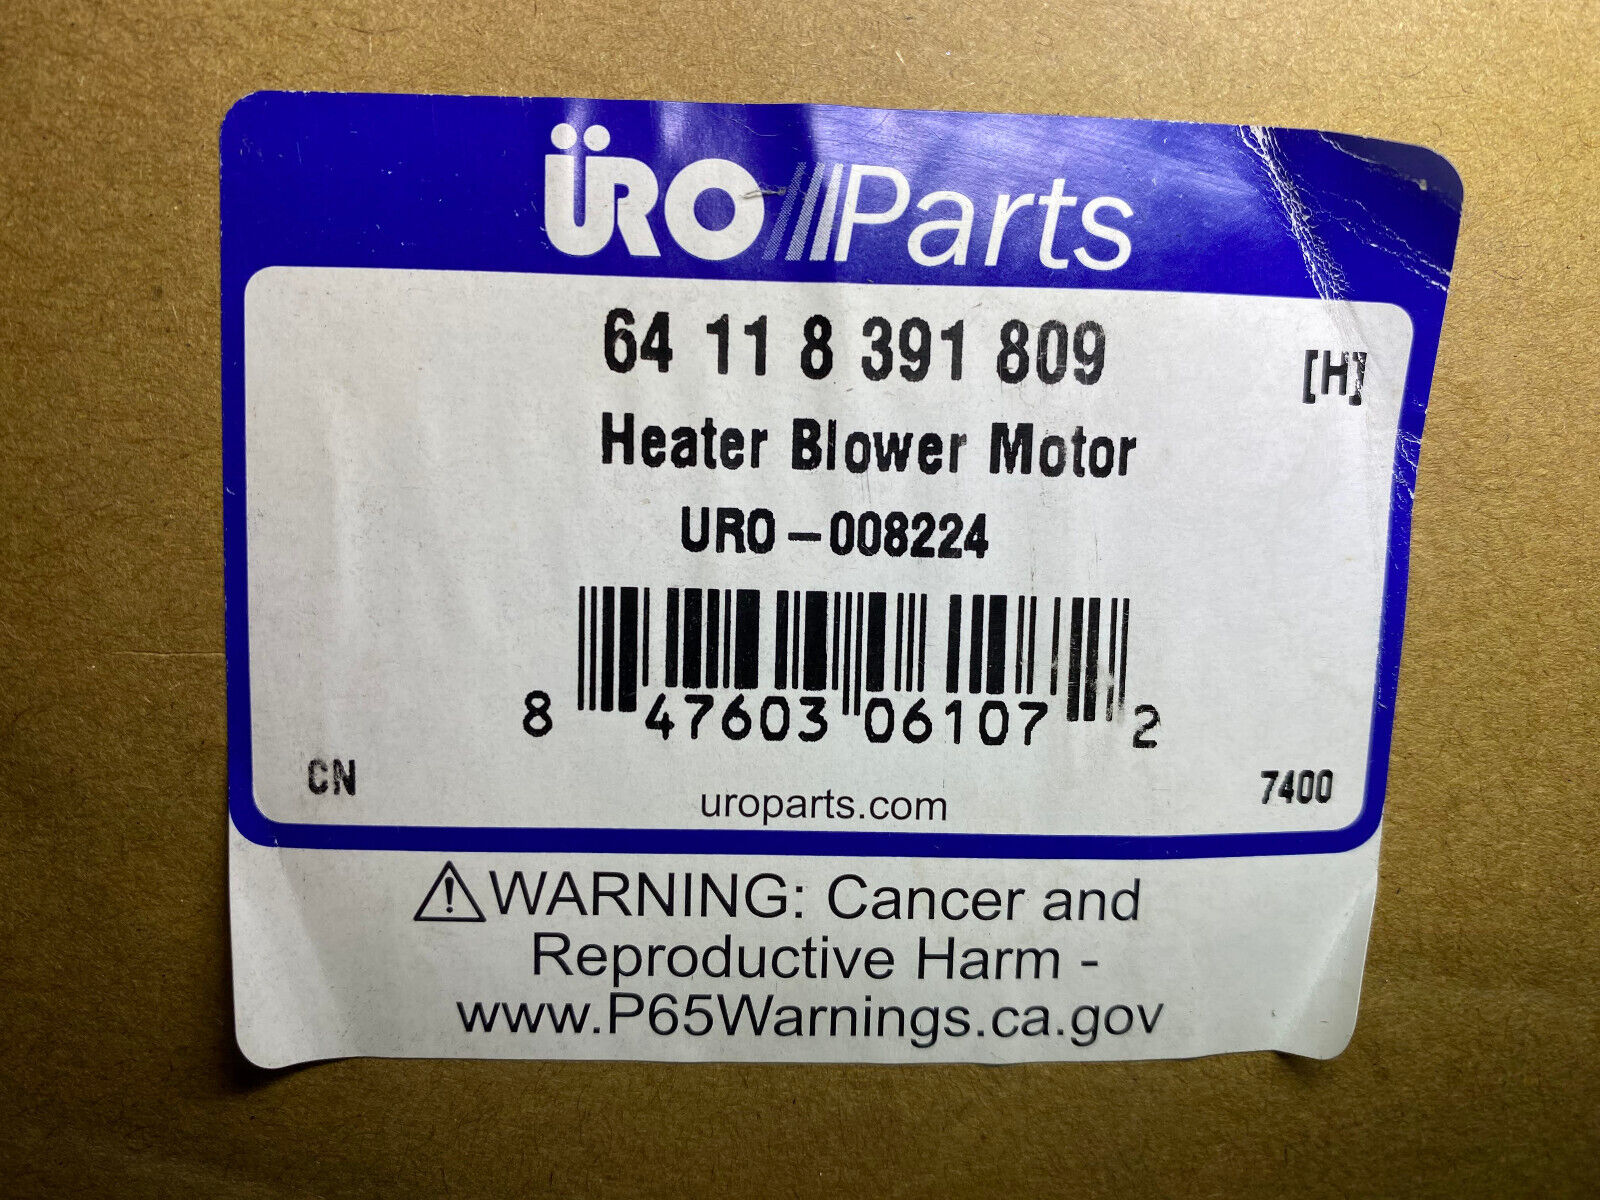 ÜRO Parts
64 11 8 391 809
[H]
Heater Blower Motor
URO-008224
8 47603 06107 2
CN
uroparts.com
7400
WARNING: Cancer and
Reproductive Harm -
www.P65Warnings.ca.gov